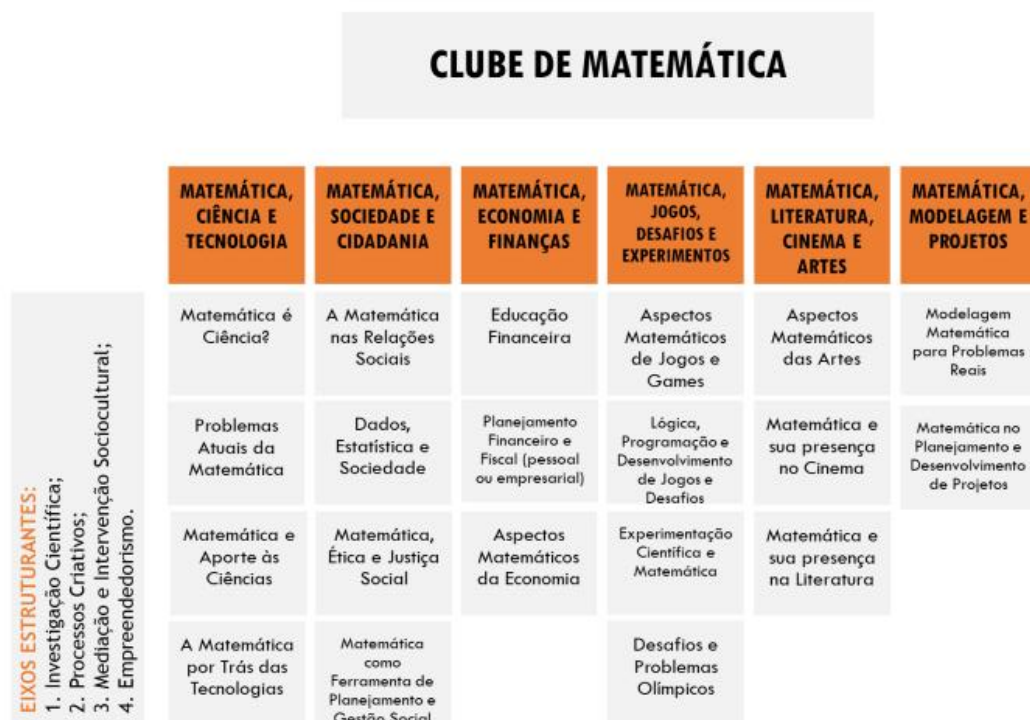 CLUBE DE MATEMÁTICA
MATEMÁTICA,
CIÊNCIA E
TECNOLOGIA
MATEMÁTICA,
SOCIEDADE E
CIDADANIA
MATEMÁTICA,
ECONOMIA E
FINANÇAS
MATEMÁTICA,
JOGOS,
DESAFIOS E
EXPERIMENTOS
MATEMÁTICA,
LITERATURA,
CINEMA E
ARTES
MATEMÁTICA,
MODELAGEM E
PROJETOS
EIXOS ESTRUTURANTES:
1. Investigação Científica;
2. Processos Criativos;
3. Mediação e Intervenção Sociocultural;
4. Empreendedorismo.
Matemática é
Ciência?
A Matemática
nas Relações
Sociais
Educação
Financeira
Aspectos
Matemáticos
de Jogos e
Games
Aspectos
Matemáticos
das Artes
Modelagem
Matemática
para Problemas
Reais
Problemas
Atuais da
Matemática
Dados,
Estatística e
Sociedade
Planejamento
Financeiro e
Fiscal (pessoal
ou empresarial)
Lógica,
Programação e
Desenvolvimento
de Jogos e
Desafios
Matemática e
sua presença
no Cinema
Matemática no
Planejamento e
Desenvolvimento
de Projetos
Matemática e
Aporte às
Ciências
Matemática,
Ética e Justiça
Social
Aspectos
Matemáticos
da Economia
Experimentação
Científica e
Matemática
Matemática e
sua presença
na Literatura
A Matemática
por Trás das
Tecnologias
Matemática
como
Ferramenta de
Planejamento e
Gestão Social
Desafios e
Problemas
Olímpicos